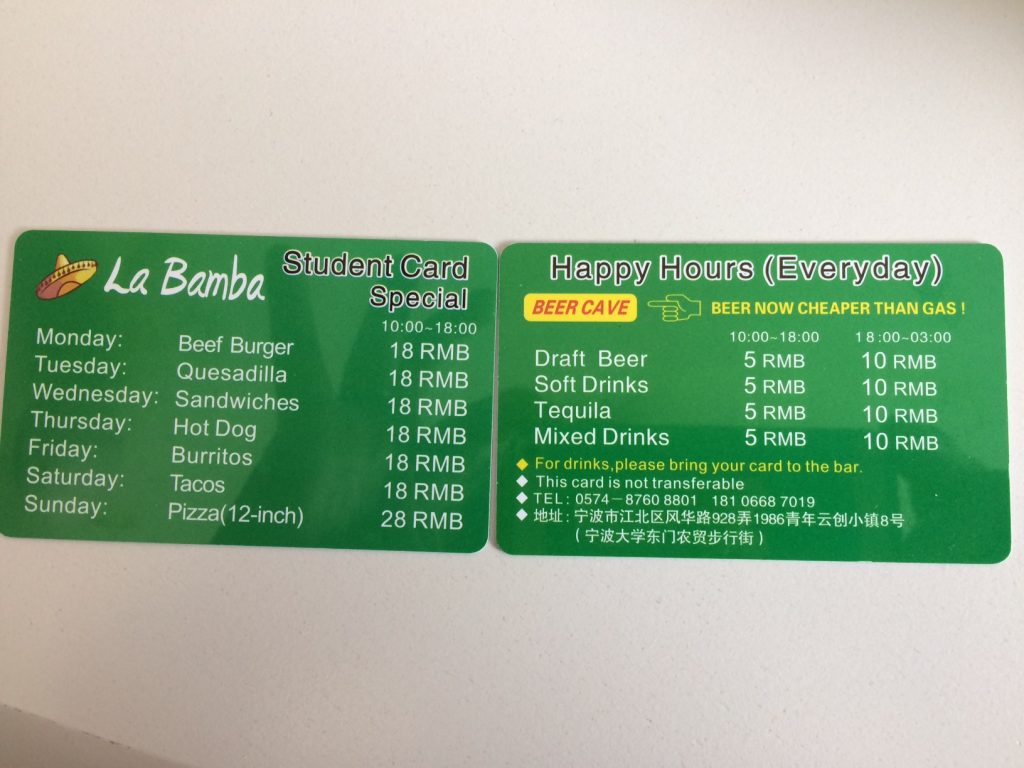 La Bamba
Student Card
Special
10:00~18:00
Monday: Beef Burger 18 RMB
Tuesday: Quesadilla 18 RMB
Wednesday: Sandwiches 18 RMB
Thursday: Hot Dog 18 RMB
Friday: Burritos 18 RMB
Saturday: Tacos 18 RMB
Sunday: Pizza(12-inch) 28 RMB
Happy Hours (Everyday)
BEER CAVE BEER NOW CHEAPER THAN GAS !
10:00~18:00 18:00~03:00
Draft Beer 5 RMB 10 RMB
Soft Drinks 5 RMB 10 RMB
Tequila 5 RMB 10 RMB
Mixed Drinks 5 RMB 10 RMB
◆ For drinks,please bring your card to the bar.
◆ This card is not transferable
◆ TEL: 0574－8760 8801 181 0668 7019
◆ 地址: 宁波市江北区风华路928弄1986青年云创小镇8号
( 宁波大学东门农贸步行街 )